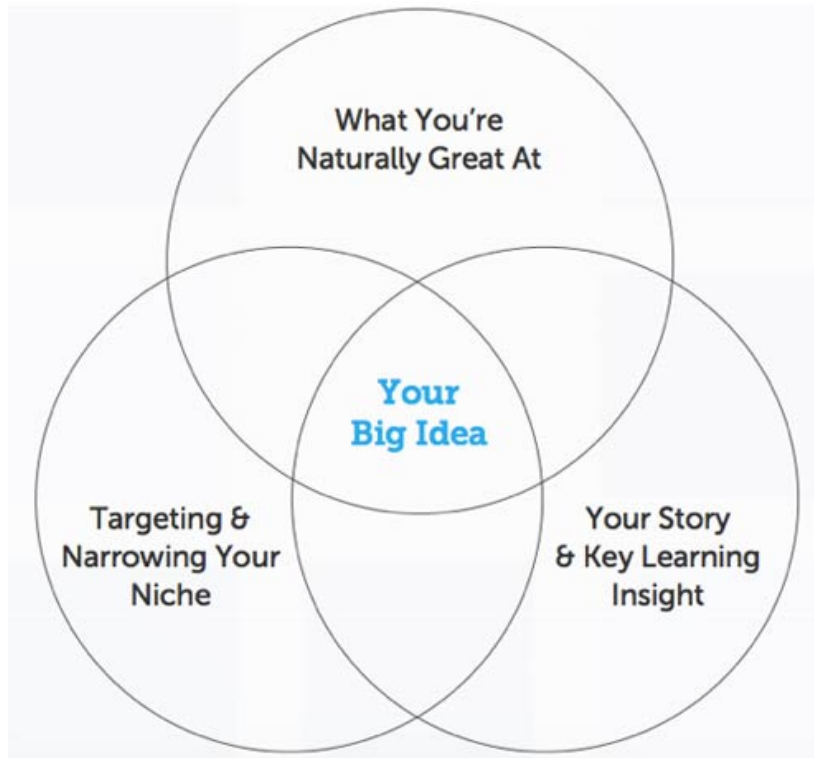 What You're
Naturally Great At
Your
Big Idea
Targeting &
Narrowing Your
Niche
Your Story
& Key Learning
Insight